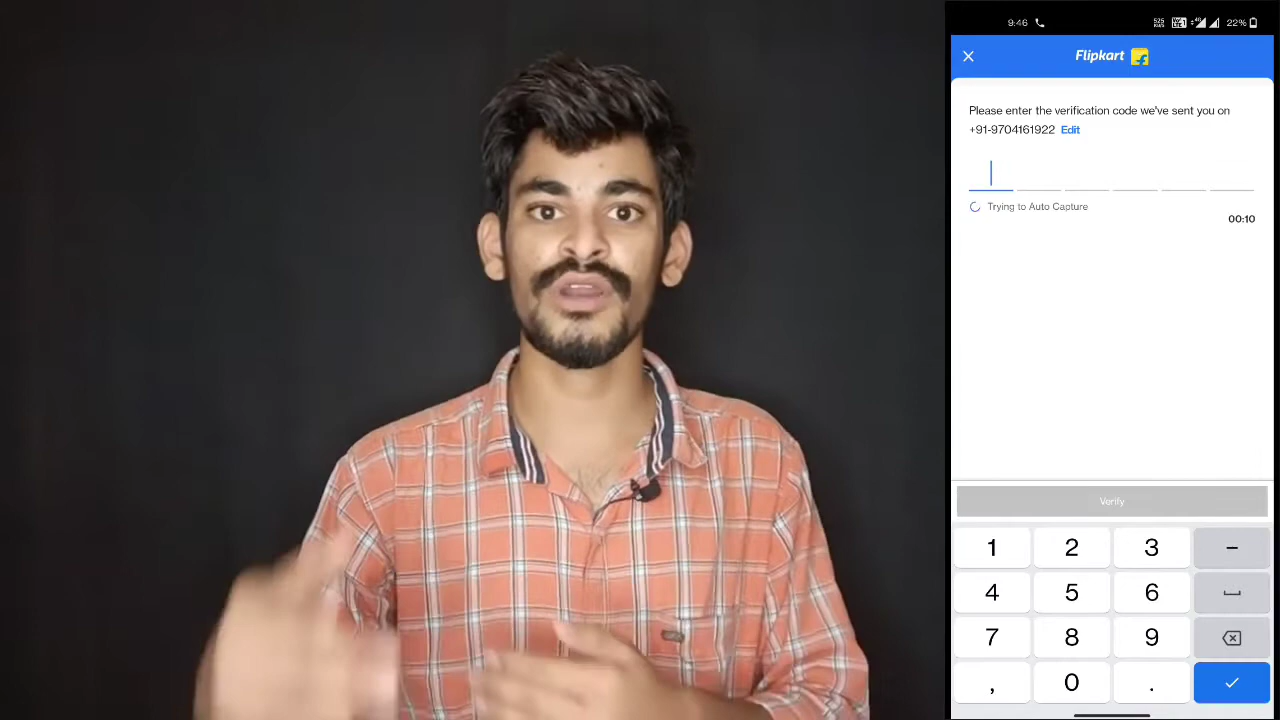 9:46
22%
Flipkart
Please enter the verification code we've sent you on
+91-9704161922 Edit
Trying to Auto Capture
00:10
Verify
1 2 3 –
4 5 6
7 8 9
, 0 .